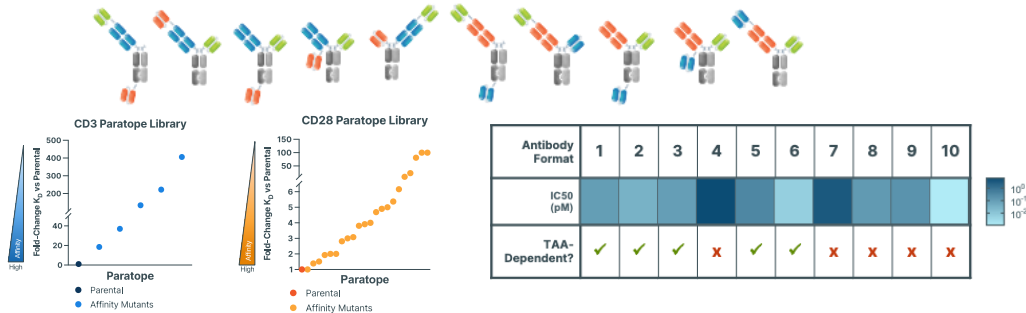 CD3 Paratope Library
Fold-Change KD vs Parental
500
400
300
200
40
20
0
Affinity
High
Paratope
Parental
Affinity Mutants
CD28 Paratope Library
Fold-Change KD vs Parental
150
100
50
6
5
4
3
2
1
Affinity
High
Paratope
Parental
Affinity Mutants
Antibody Format 1 2 3 4 5 6 7 8 9 10
IC50 (pM)
TAA-Dependent? ✓ ✓ ✓ x ✓ ✓ x x x x
10^0
10^-1
10^-2